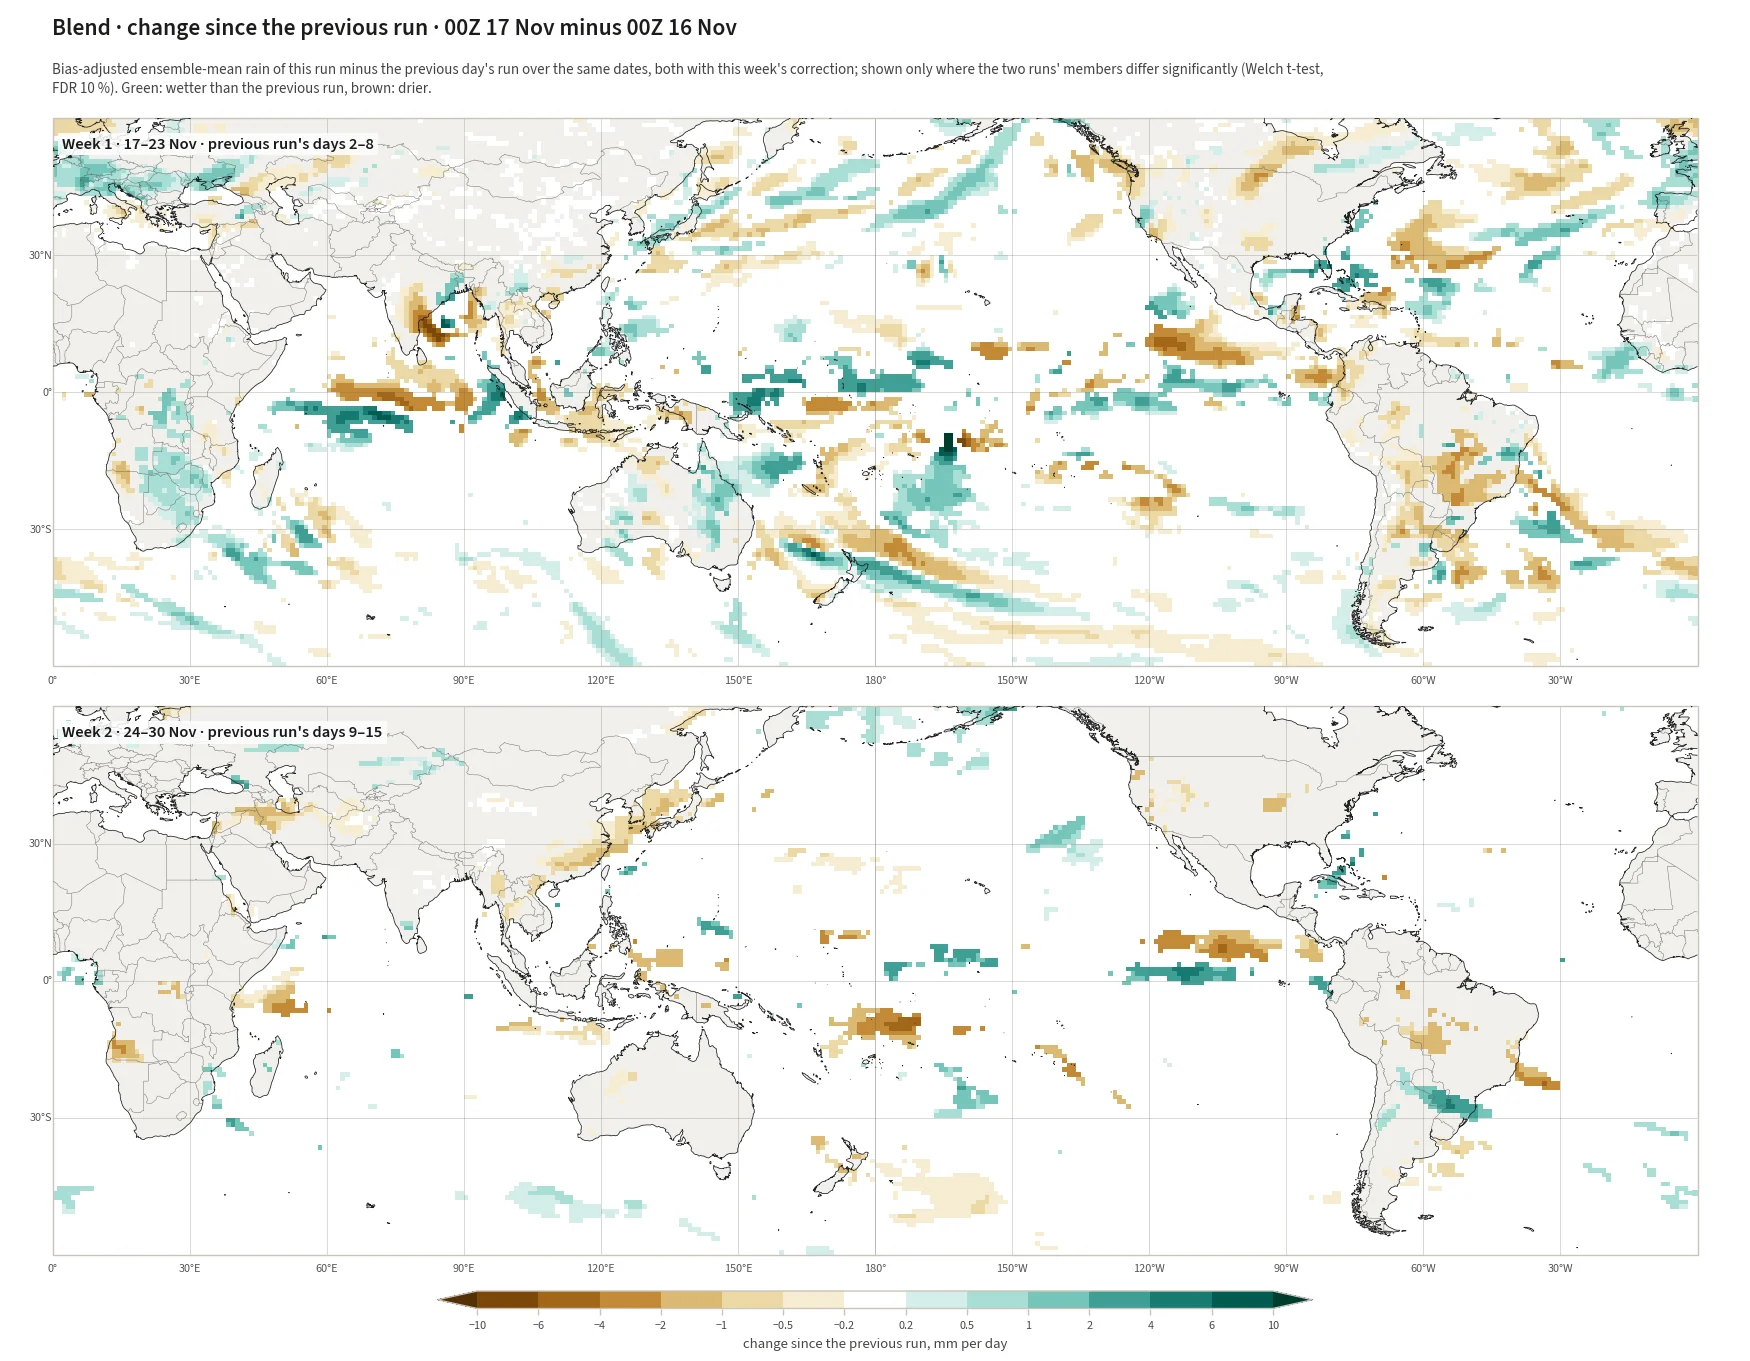 Blend · change since the previous run · 00Z 17 Nov minus 00Z 16 Nov
Bias-adjusted ensemble-mean rain of this run minus the previous day's run over the same dates, both with this week's correction; shown only where the two runs' members differ significantly (Welch t-test,
FDR 10 %). Green: wetter than the previous run, brown: drier.
Week 1 · 17–23 Nov · previous run's days 2–8
30°N
0°
30°S
0° 30°E 60°E 90°E 120°E 150°E 180° 150°W 120°W 90°W 60°W 30°W
Week 2 · 24–30 Nov · previous run's days 9–15
30°N
0°
30°S
0° 30°E 60°E 90°E 120°E 150°E 180° 150°W 120°W 90°W 60°W 30°W
−10 −6 −4 −2 −1 −0.5 −0.2 0.2 0.5 1 2 4 6 10
change since the previous run, mm per day